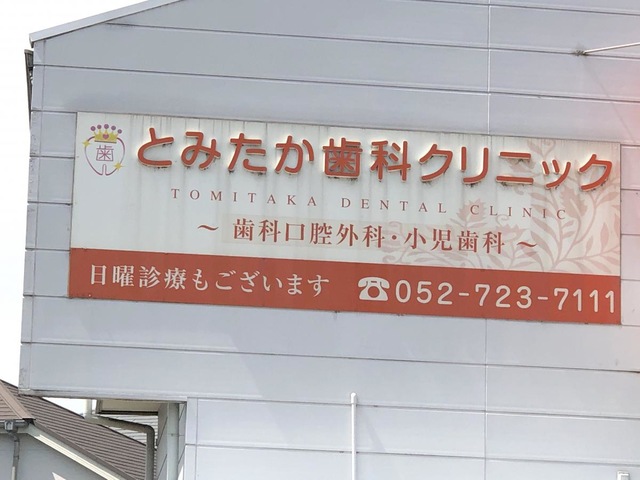 歯
とみたか歯科クリニック
TOMITAKA DENTAL CLINIC
～ 歯科口腔外科・小児歯科 ～
日曜診療もございます ☎052-723-7111